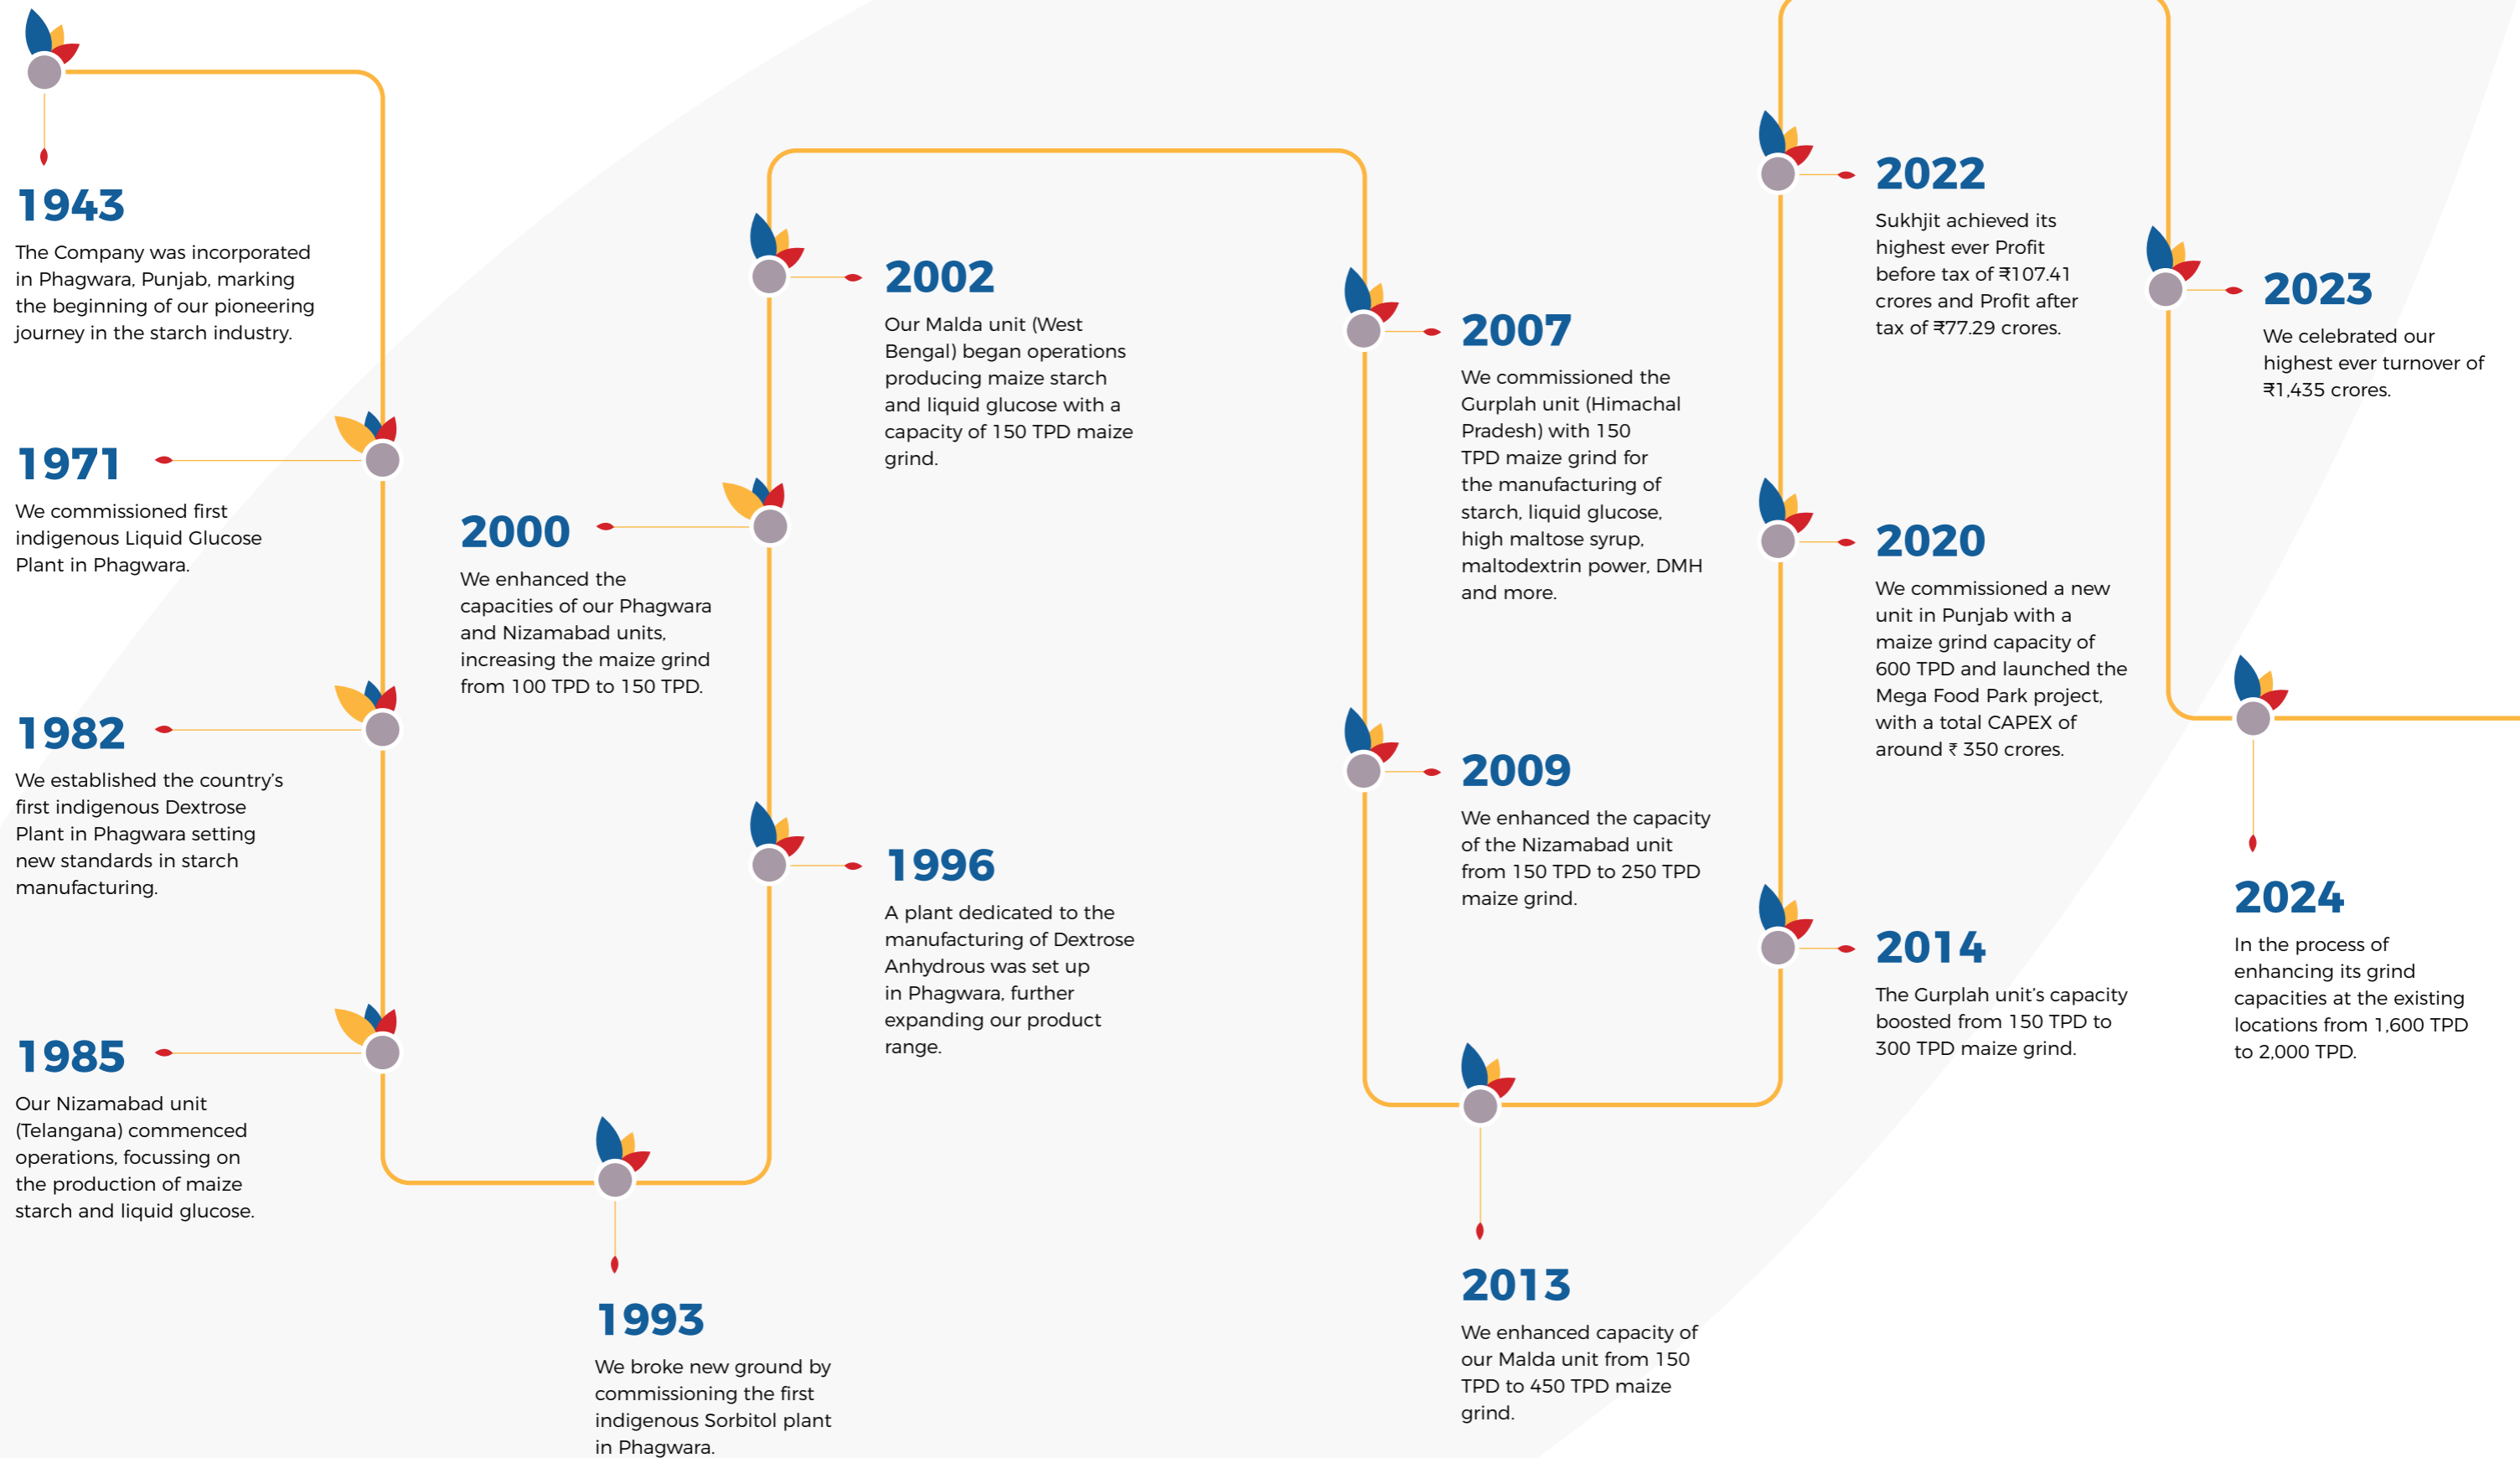 1943
The Company was incorporated
in Phagwara, Punjab, marking
the beginning of our pioneering
journey in the starch industry.
1971
We commissioned first
indigenous Liquid Glucose
Plant in Phagwara.
1982
We established the country’s
first indigenous Dextrose
Plant in Phagwara setting
new standards in starch
manufacturing.
1985
Our Nizamabad unit
(Telangana) commenced
operations, focussing on
the production of maize
starch and liquid glucose.
1993
We broke new ground by
commissioning the first
indigenous Sorbitol plant
in Phagwara.
1996
A plant dedicated to the
manufacturing of Dextrose
Anhydrous was set up
in Phagwara, further
expanding our product
range.
2000
We enhanced the
capacities of our Phagwara
and Nizamabad units,
increasing the maize grind
from 100 TPD to 150 TPD.
2002
Our Malda unit (West
Bengal) began operations
producing maize starch
and liquid glucose with a
capacity of 150 TPD maize
grind.
2007
We commissioned the
Gurplah unit (Himachal
Pradesh) with 150
TPD maize grind for
the manufacturing of
starch, liquid glucose,
high maltose syrup,
maltodextrin power, DMH
and more.
2009
We enhanced the capacity
of the Nizamabad unit
from 150 TPD to 250 TPD
maize grind.
2013
We enhanced capacity of
our Malda unit from 150
TPD to 450 TPD maize
grind.
2014
The Gurplah unit’s capacity
boosted from 150 TPD to
300 TPD maize grind.
2020
We commissioned a new
unit in Punjab with a
maize grind capacity of
600 TPD and launched the
Mega Food Park project,
with a total CAPEX of
around ₹ 350 crores.
2022
Sukhjit achieved its
highest ever Profit
before tax of ₹107.41
crores and Profit after
tax of ₹77.29 crores.
2023
We celebrated our
highest ever turnover of
₹1,435 crores.
2024
In the process of
enhancing its grind
capacities at the existing
locations from 1,600 TPD
to 2,000 TPD.